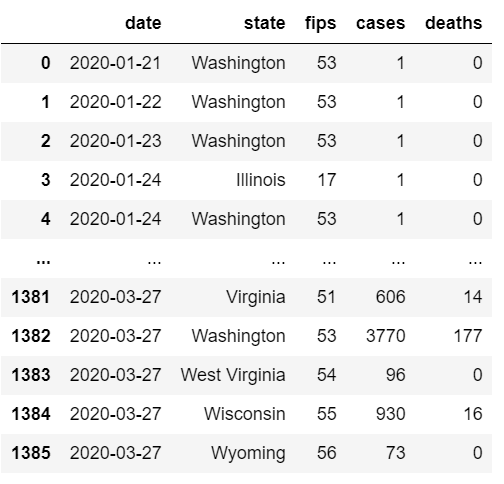 date state fips cases deaths
0 2020-01-21 Washington 53 1 0
1 2020-01-22 Washington 53 1 0
2 2020-01-23 Washington 53 1 0
3 2020-01-24 Illinois 17 1 0
4 2020-01-24 Washington 53 1 0
... ... ... ... ... ...
1381 2020-03-27 Virginia 51 606 14
1382 2020-03-27 Washington 53 3770 177
1383 2020-03-27 West Virginia 54 96 0
1384 2020-03-27 Wisconsin 55 930 16
1385 2020-03-27 Wyoming 56 73 0